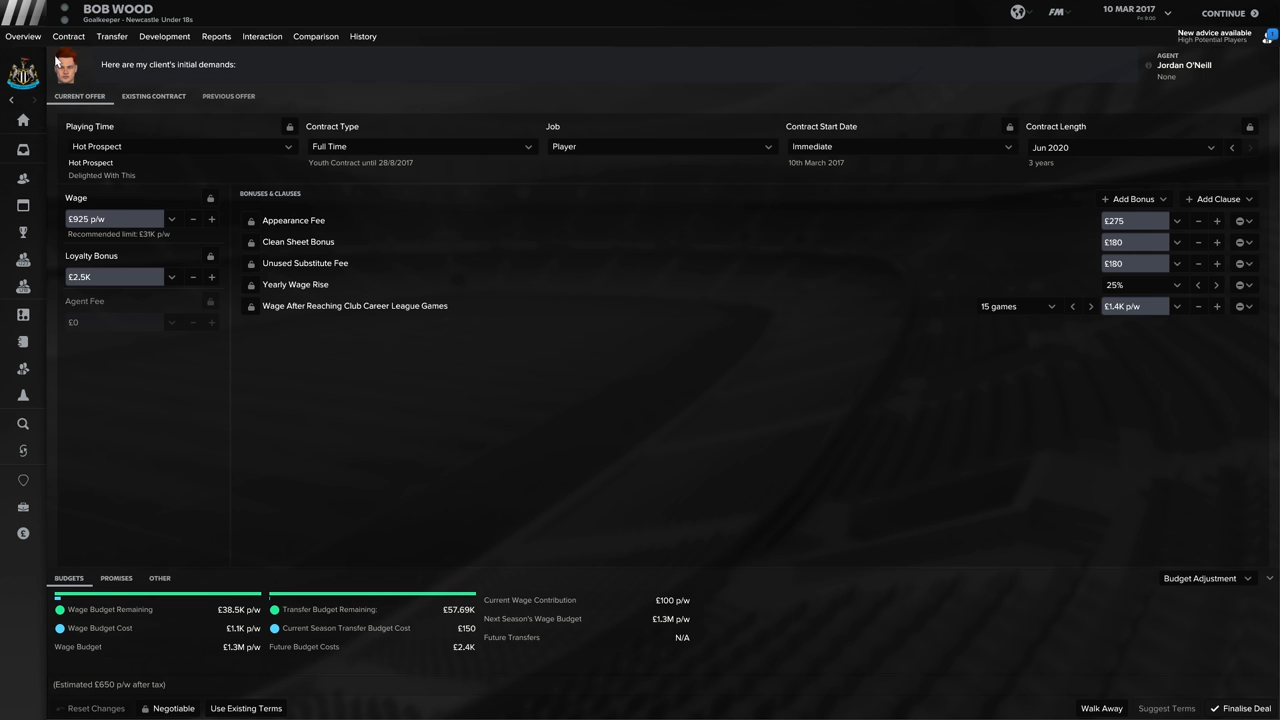 BOB WOOD
Goalkeeper - Newcastle Under 18s
FM
10 MAR 2017
Fri 9:00
CONTINUE
Overview
Contract
Transfer
Development
Reports
Interaction
Comparison
History
New advice available
High Potential Players
Here are my client's initial demands:
AGENT
Jordan O'Neill
None
CURRENT OFFER
EXISTING CONTRACT
PREVIOUS OFFER
Playing Time
Contract Type
Job
Contract Start Date
Contract Length
Hot Prospect
Full Time
Player
Immediate
Jun 2020
Hot Prospect
Youth Contract until 28/8/2017
10th March 2017
3 years
Delighted With This
Wage
BONUSES & CLAUSES
Add Bonus
Add Clause
£925 p/w
Recommended limit: £31K p/w
Appearance Fee
£275
Clean Sheet Bonus
£180
Loyalty Bonus
Unused Substitute Fee
£180
£2.5K
Yearly Wage Rise
25%
Agent Fee
Wage After Reaching Club Career League Games
15 games
£1.4K p/w
£0
BUDGETS
PROMISES
OTHER
Budget Adjustment
Wage Budget Remaining
£38.5K p/w
Transfer Budget Remaining:
£57.69K
Current Wage Contribution
£100 p/w
Wage Budget Cost
£1.1K p/w
Current Season Transfer Budget Cost
£150
Next Season's Wage Budget
£1.3M p/w
Wage Budget
£1.3M p/w
Future Budget Costs
£2.4K
Future Transfers
N/A
(Estimated £650 p/w after tax)
Reset Changes
Negotiable
Use Existing Terms
Walk Away
Suggest Terms
Finalise Deal